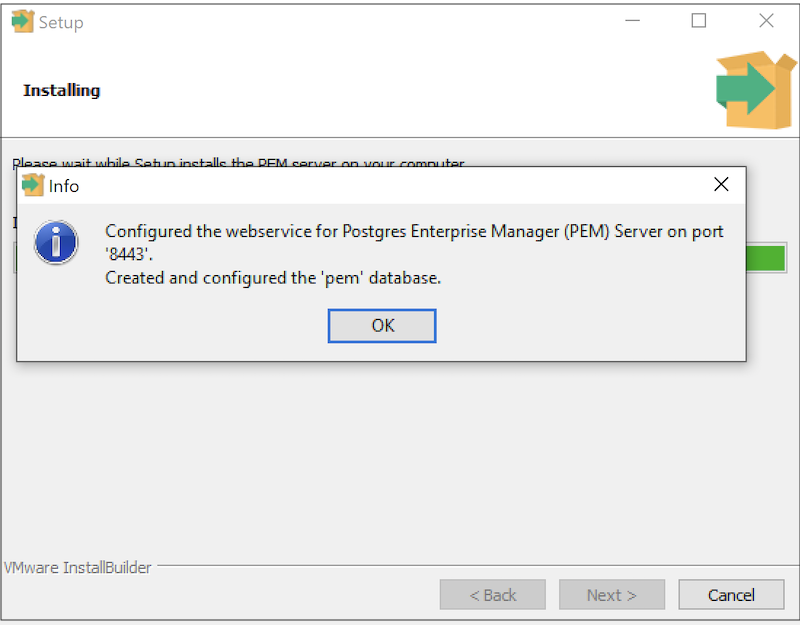 Setup
Installing
Please wait while Setup installs the PEM server on your computer
Info
Configured the webservice for Postgres Enterprise Manager (PEM) Server on port
'8443'.
Created and configured the 'pem' database.
OK
VMware InstallBuilder
< Back
Next >
Cancel